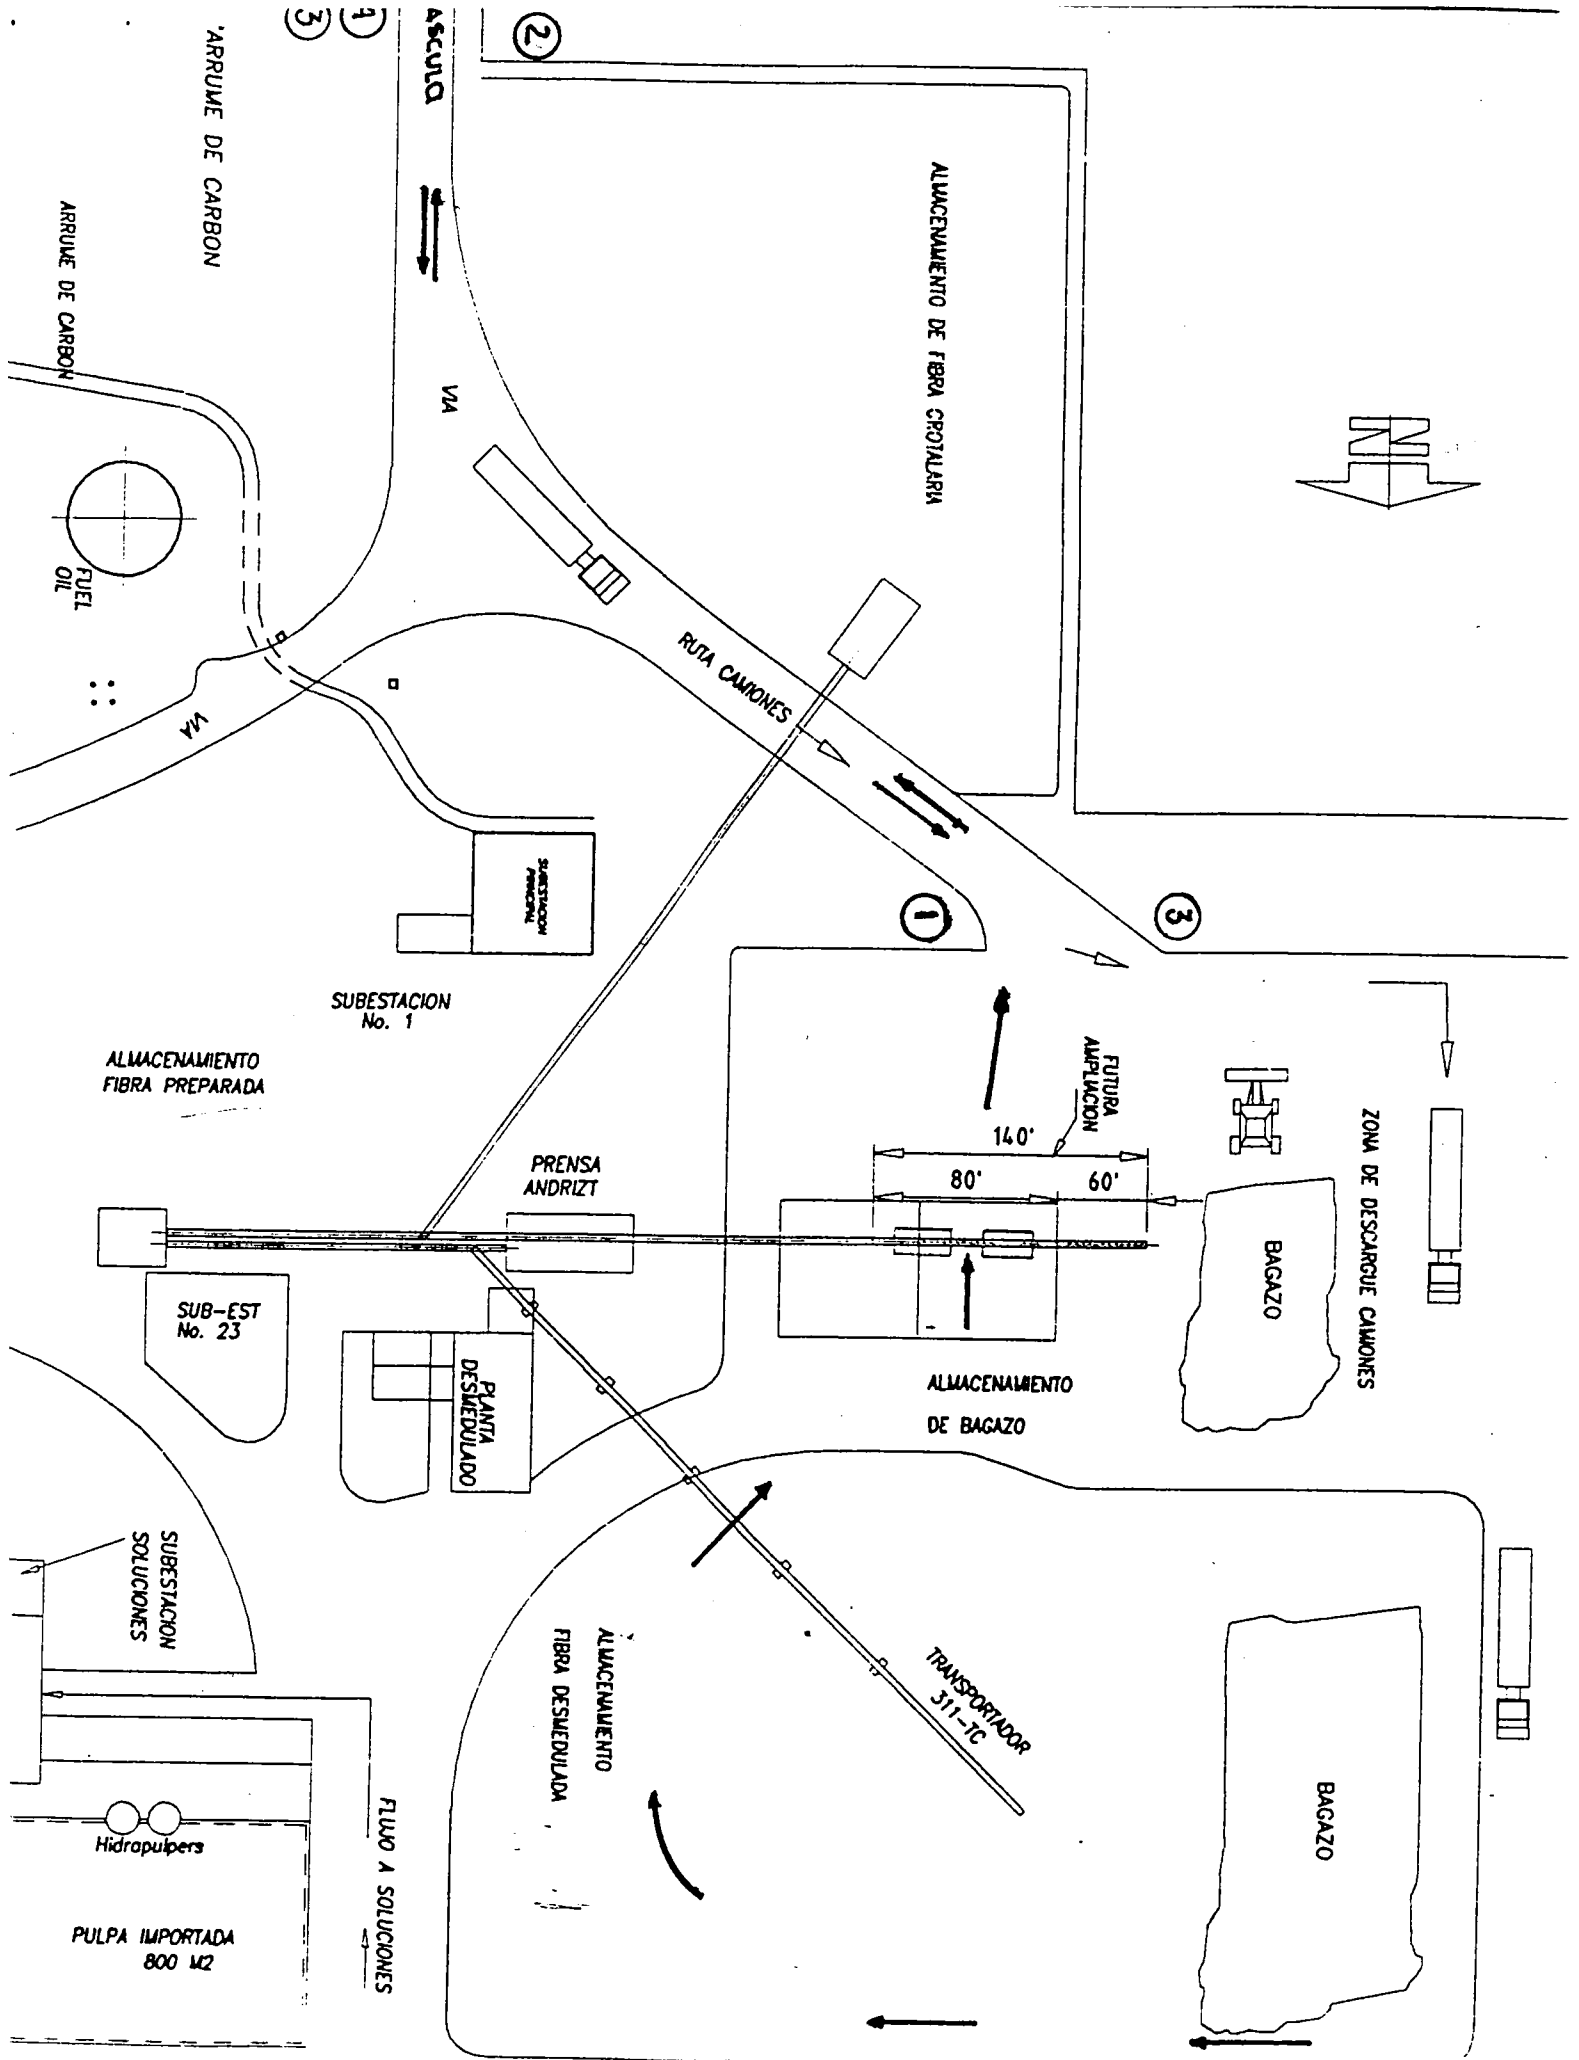 3
1
ASCULA
2
'ARRUME DE CARBON
ARRUME DE CARBON
ALMACENAMIENTO DE FIBRA CROTALARIA
N
VIA
FUEL
OIL
RUTA CAMIONES
VIA
SUBESTACION
PRINCIPAL
1
3
SUBESTACION
No. 1
ALMACENAMIENTO
FIBRA PREPARADA
FUTURA
AMPLIACION
140'
80'
60'
PRENSA
ANDRIZT
ZONA DE DESCARGUE CAMIONES
BAGAZO
SUB-EST
No. 23
PLANTA
DESMEDULADO
ALMACENAMIENTO
DE BAGAZO
SUBESTACION
SOLUCIONES
ALMACENAMIENTO
FIBRA DESMEDULADA
TRANSPORTADOR
311-TC
BAGAZO
Hidrapulpers
FLUJO A SOLUCIONES
PULPA IMPORTADA
800 M2